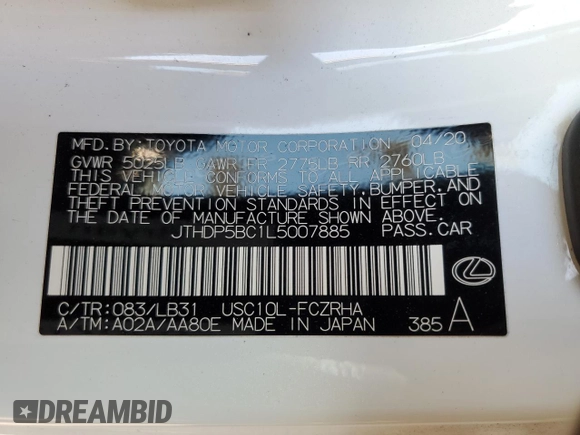 MFD. BY: TOYOTA MOTOR CORPORATION 04/20
GVWR 5025LB GAWR FR 2775LB RR 2760LB
THIS VEHICLE CONFORMS TO ALL APPLICABLE
FEDERAL MOTOR VEHICLE SAFETY, BUMPER, AND
THEFT PREVENTION STANDARDS IN EFFECT ON
THE DATE OF MANUFACTURE SHOWN ABOVE.
JTHDP5BC1L5007885 PASS. CAR
C/TR: 083/LB31 USC10L-FCZRHA
A/TM: A02A/AA80E MADE IN JAPAN 385 A
DREAMBID